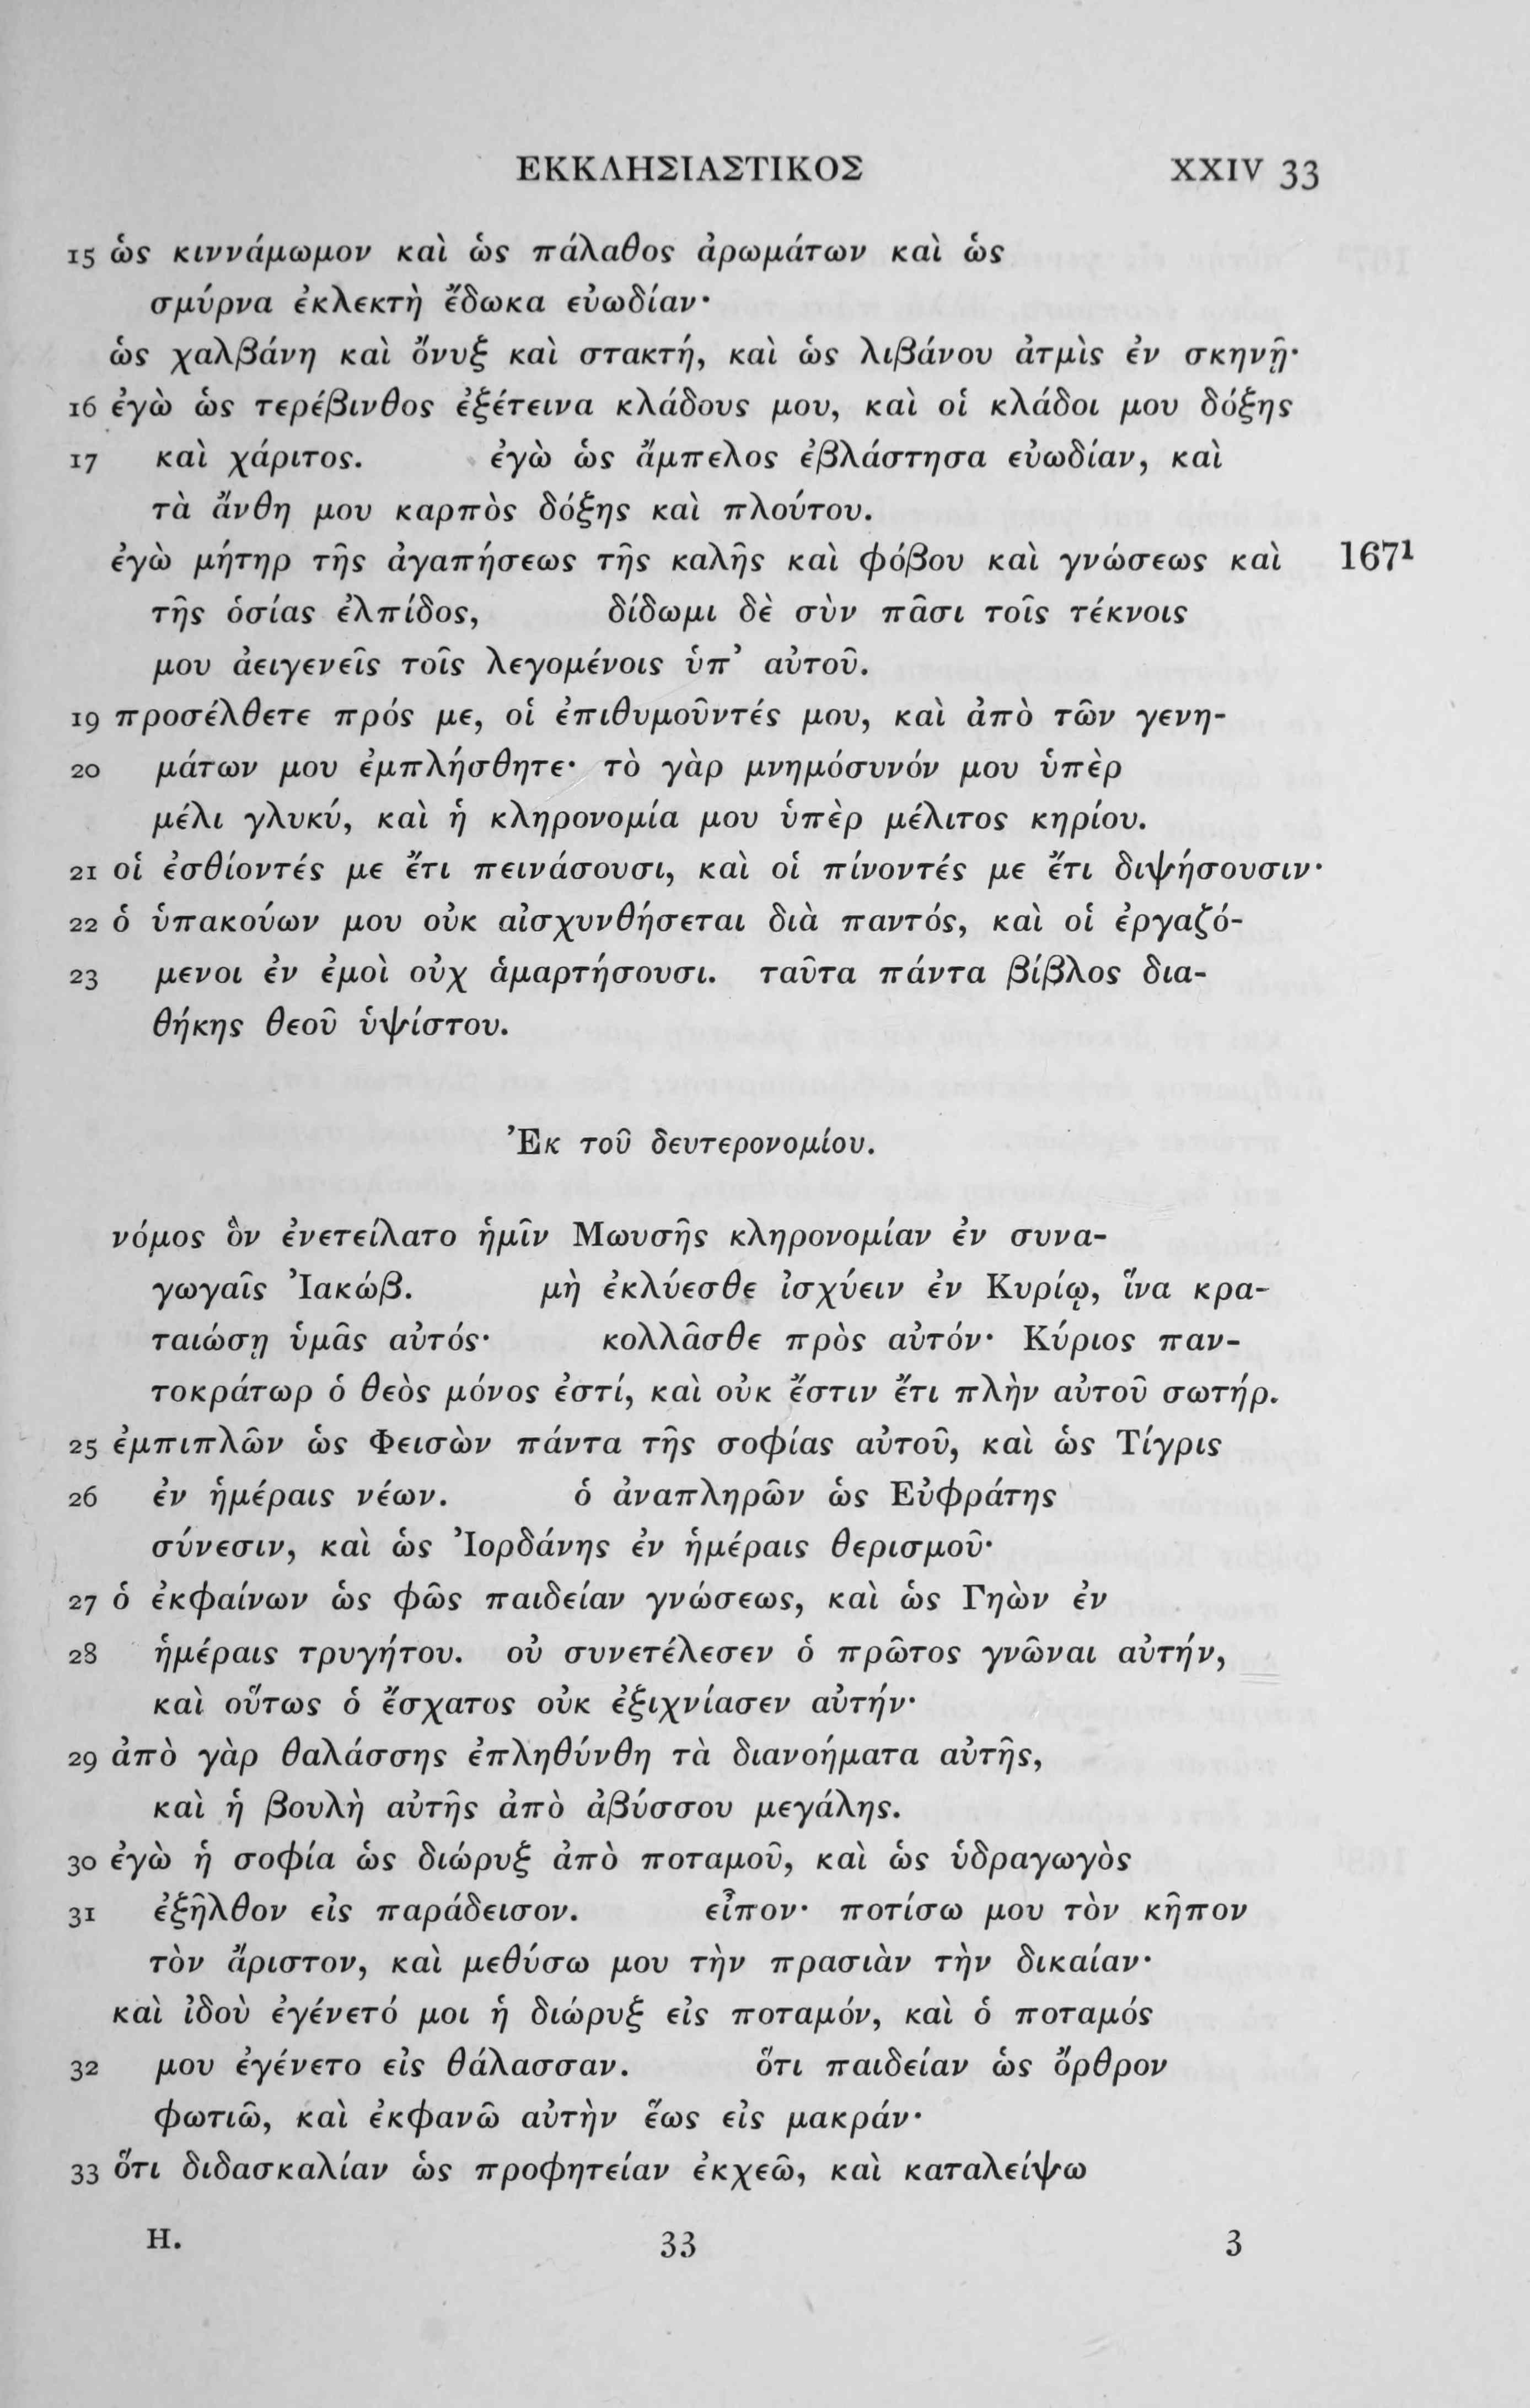 ΕΚΚΛΗΣΙΑΣΤΙΚΟΣ XXIV 33
15 ὡς κιννάμωμον καὶ ὡς πάλαθος ἀρωμάτων καὶ ὡς
σμύρνα ἐκλεκτὴ ἔδωκα εὐωδίαν·
ὡς χαλβάνη καὶ ὄνυξ καὶ στακτή, καὶ ὡς λιβάνου ἀτμὶς ἐν σκηνῇ·
16 ἐγὼ ὡς τερέβινθος ἐξέτεινα κλάδους μου, καὶ οἱ κλάδοι μου δόξης
17 καὶ χάριτος. ἐγὼ ὡς ἄμπελος ἐβλάστησα εὐωδίαν, καὶ
τὰ ἄνθη μου καρπὸς δόξης καὶ πλούτου.
ἐγὼ μήτηρ τῆς ἀγαπήσεως τῆς καλῆς καὶ φόβου καὶ γνώσεως καὶ 167¹
τῆς ὁσίας ἐλπίδος, δίδωμι δὲ σὺν πᾶσι τοῖς τέκνοις
μου ἀειγενεῖς τοῖς λεγομένοις ὑπ’ αὐτοῦ.
19 προσέλθετε πρός με, οἱ ἐπιθυμοῦντές μου, καὶ ἀπὸ τῶν γενη-
20 μάτων μου ἐμπλήσθητε· τὸ γὰρ μνημόσυνόν μου ὑπὲρ
μέλι γλυκύ, καὶ ἡ κληρονομία μου ὑπὲρ μέλιτος κηρίου.
21 οἱ ἐσθίοντές με ἔτι πεινάσουσι, καὶ οἱ πίνοντές με ἔτι διψήσουσιν·
22 ὁ ὑπακούων μου οὐκ αἰσχυνθήσεται διὰ παντός, καὶ οἱ ἐργαζό-
23 μενοι ἐν ἐμοὶ οὐχ ἁμαρτήσουσι. ταῦτα πάντα βίβλος δια-
θήκης θεοῦ ὑψίστου.
Ἐκ τοῦ δευτερονομίου.
νόμος ὃν ἐνετείλατο ἡμῖν Μωυσῆς κληρονομίαν ἐν συνα-
γωγαῖς Ἰακώβ. μὴ ἐκλύεσθε ἰσχύειν ἐν Κυρίῳ, ἵνα κρα-
ταιώσῃ ὑμᾶς αὐτός· κολλᾶσθε πρὸς αὐτόν· Κύριος παν-
τοκράτωρ ὁ θεὸς μόνος ἐστί, καὶ οὐκ ἔστιν ἔτι πλὴν αὐτοῦ σωτήρ.
25 ἐμπιπλῶν ὡς Φεισὼν πάντα τῆς σοφίας αὐτοῦ, καὶ ὡς Τίγρις
26 ἐν ἡμέραις νέων. ὁ ἀναπληρῶν ὡς Εὐφράτης
σύνεσιν, καὶ ὡς Ἰορδάνης ἐν ἡμέραις θερισμοῦ·
27 ὁ ἐκφαίνων ὡς φῶς παιδείαν γνώσεως, καὶ ὡς Γηὼν ἐν
28 ἡμέραις τρυγήτου. οὐ συνετέλεσεν ὁ πρῶτος γνῶναι αὐτήν,
καὶ οὕτως ὁ ἔσχατος οὐκ ἐξιχνίασεν αὐτήν·
29 ἀπὸ γὰρ θαλάσσης ἐπληθύνθη τὰ διανοήματα αὐτῆς,
καὶ ἡ βουλὴ αὐτῆς ἀπὸ ἀβύσσου μεγάλης.
30 ἐγὼ ἡ σοφία ὡς διώρυξ ἀπὸ ποταμοῦ, καὶ ὡς ὑδραγωγὸς
31 ἐξῆλθον εἰς παράδεισον. εἶπον· ποτίσω μου τὸν κῆπον
τὸν ἄριστον, καὶ μεθύσω μου τὴν πρασιὰν τὴν δικαίαν·
καὶ ἰδοὺ ἐγένετό μοι ἡ διώρυξ εἰς ποταμόν, καὶ ὁ ποταμός
32 μου ἐγένετο εἰς θάλασσαν. ὅτι παιδείαν ὡς ὄρθρον
φωτιῶ, καὶ ἐκφανῶ αὐτὴν ἕως εἰς μακράν·
33 ὅτι διδασκαλίαν ὡς προφητείαν ἐκχεῶ, καὶ καταλείψω
H. 33 3